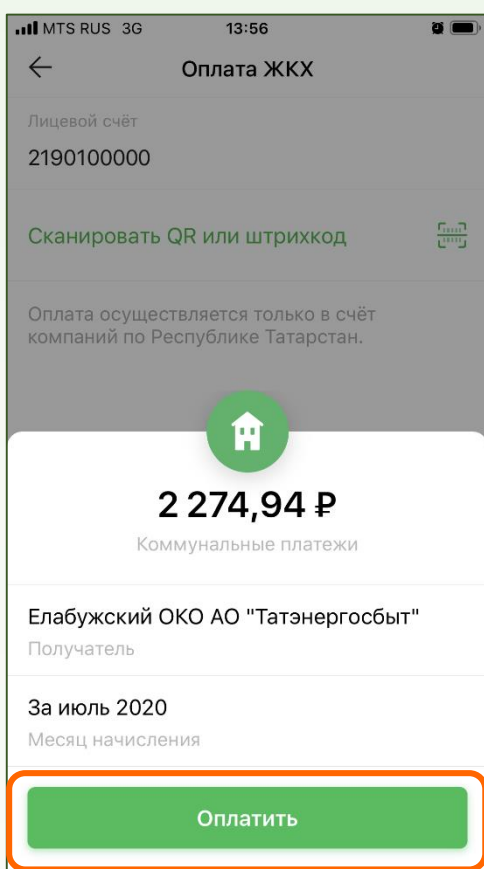 MTS RUS 3G 13:56
Оплата ЖКХ
Лицевой счёт
2190100000
Сканировать QR или штрихкод
Оплата осуществляется только в счёт
компаний по Республике Татарстан.
2 274,94 ₽
Коммунальные платежи
Елабужский ОКО АО "Татэнергосбыт"
Получатель
За июль 2020
Месяц начисления
Оплатить